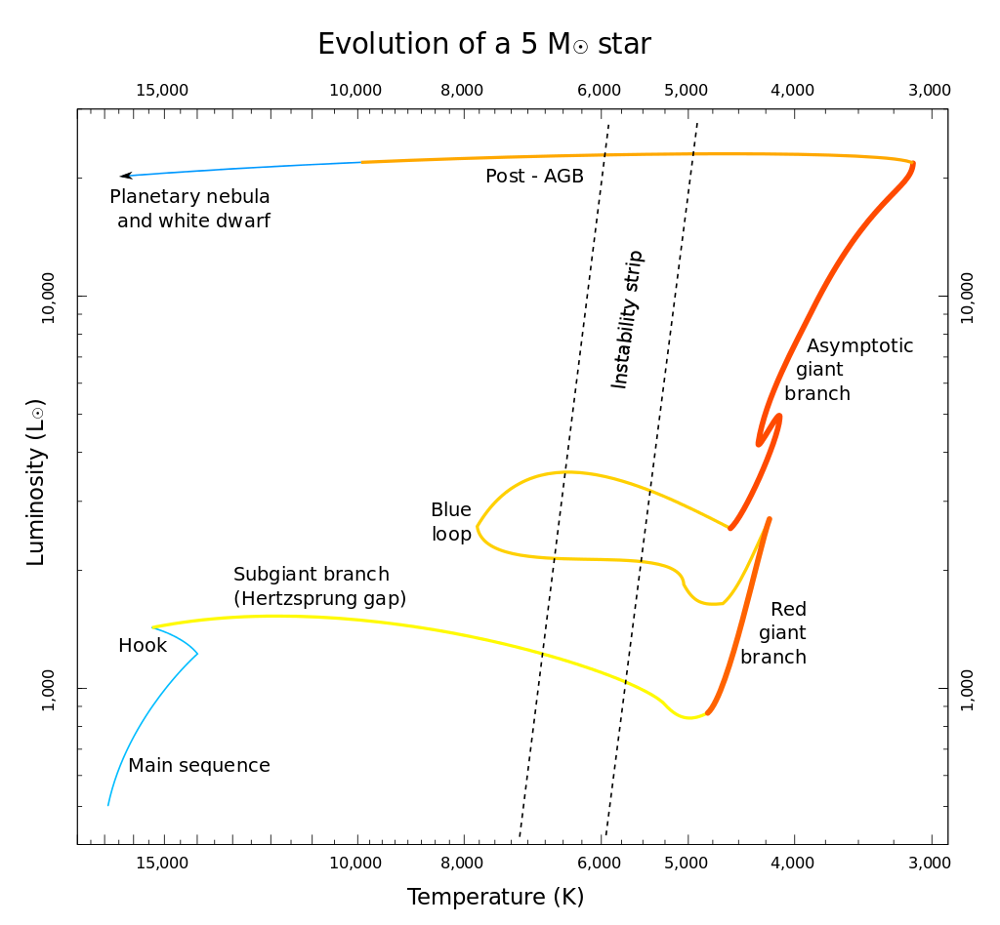 Evolution of a 5 M☉ star
15,000 10,000 8,000 6,000 5,000 4,000 3,000
Post - AGB
Planetary nebula
and white dwarf
Instability strip
10,000
10,000
Asymptotic
giant
branch
Luminosity (L☉)
Blue
loop
Subgiant branch
(Hertzsprung gap)
Red
giant
branch
Hook
1,000
1,000
Main sequence
15,000 10,000 8,000 6,000 5,000 4,000 3,000
Temperature (K)